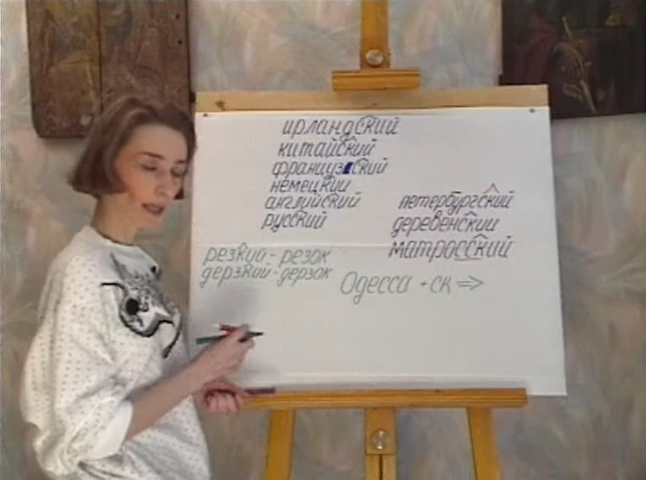 ирландский
китайский
французский
немецкий
английский
русский
петербургский
деревенский
матросский
резкий - резок
дерзкий - дерзок
Одесса + ск ⇒